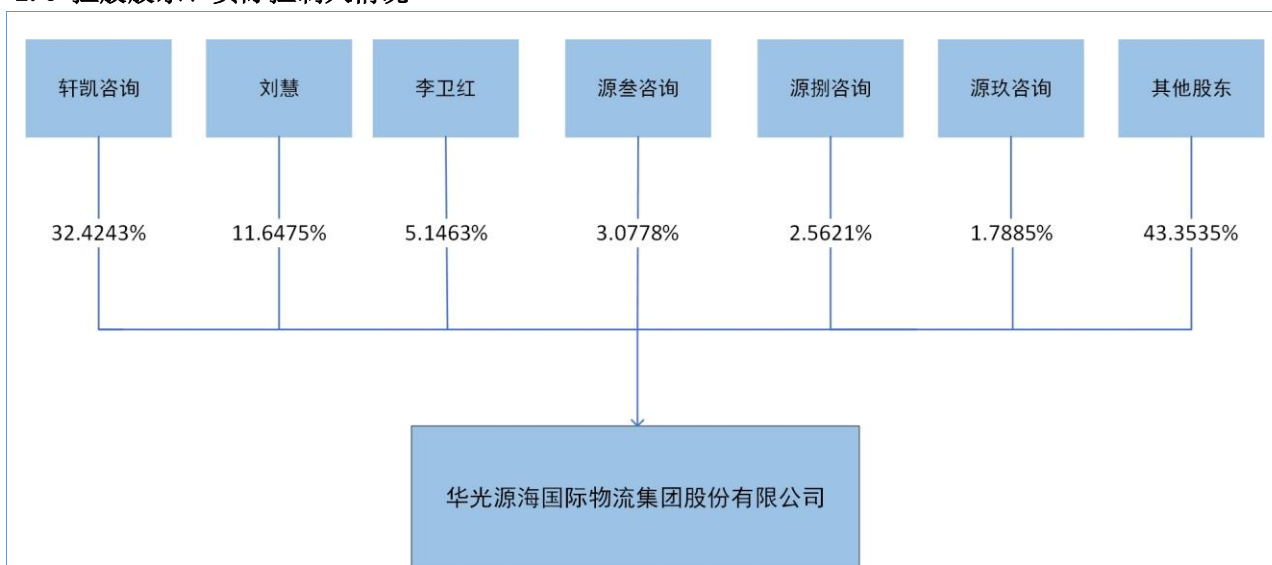 轩凯咨询 刘慧 李卫红 源叁咨询 源捌咨询 源玖咨询 其他股东
32.4243% 11.6475% 5.1463% 3.0778% 2.5621% 1.7885% 43.3535%
华光源海国际物流集团股份有限公司